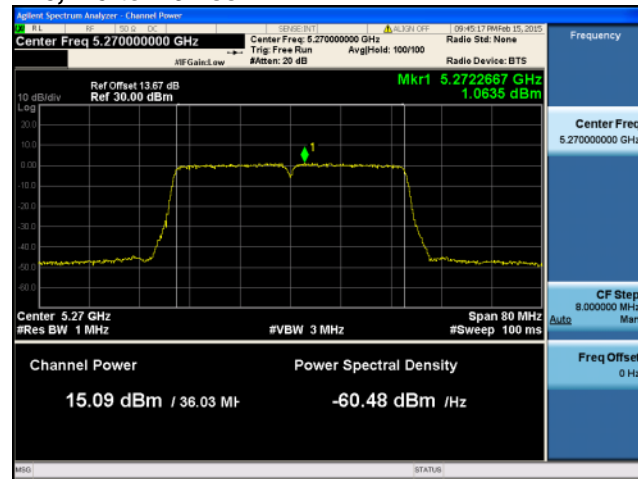 Agilent Spectrum Analyzer - Channel Power
RL RF 50 Ω DC SENSE:INT ALIGN OFF 09:45:17 PM Feb 15, 2015
Center Freq 5.270000000 GHz Center Freq: 5.270000000 GHz Radio Std: None Frequency
Trig: Free Run Avg|Hold: 100/100
#IFGain:Low #Atten: 20 dB Radio Device: BTS
Mkr1 5.2722667 GHz
Ref Offset 13.67 dB
10 dB/div Ref 30.00 dBm 1.0635 dBm
Log
20.0
10.0
0.00
-10.0
-20.0
-30.0
-40.0
-50.0
-60.0
1
Center Freq
5.270000000 GHz
Center 5.27 GHz Span 80 MHz
#Res BW 1 MHz #VBW 3 MHz #Sweep 100 ms
CF Step
8.000000 MHz
Auto Man
Channel Power Power Spectral Density
15.09 dBm / 36.03 MH -60.48 dBm /Hz
Freq Offset
0 Hz
MSG STATUS